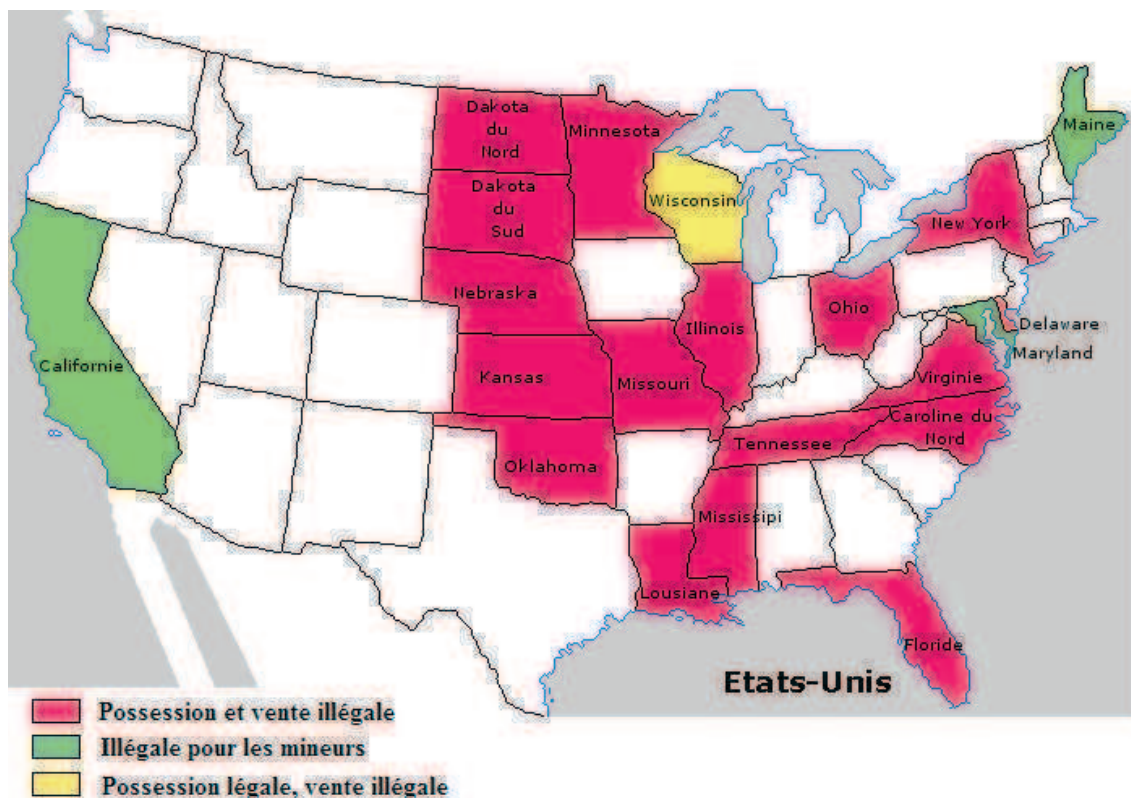 Dakota
du
Nord
Minnesota
Maine
Dakota
du
Sud
Wisconsin
New York
Nebraska
Ohio
Illinois
Delaware
Maryland
Californie
Kansas
Missouri
Virginie
Caroline du
Nord
Tennessee
Oklahoma
Mississipi
Lousiane
Floride
Etats-Unis
Possession et vente illégale
Illégale pour les mineurs
Possession légale, vente illégale